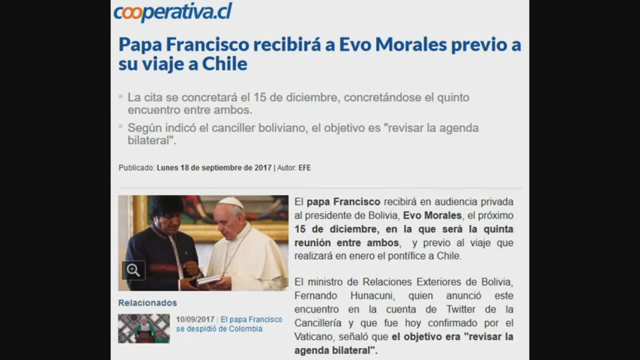 cooperativa.cl
Papa Francisco recibirá a Evo Morales previo a
su viaje a Chile
La cita se concretará el 15 de diciembre, concretándose el quinto
encuentro entre ambos.
Según indicó el canciller boliviano, el objetivo es "revisar la agenda
bilateral".
Publicado: Lunes 18 de septiembre de 2017 | Autor: EFE
El papa Francisco recibirá en audiencia privada
al presidente de Bolivia, Evo Morales, el próximo
15 de diciembre, en la que será la quinta
reunión entre ambos, y previo al viaje que
realizará en enero el pontífice a Chile.
El ministro de Relaciones Exteriores de Bolivia,
Fernando Hunacuni, quien anunció este
encuentro en la cuenta de Twitter de la
Cancillería y que fue hoy confirmado por el
Vaticano, señaló que el objetivo era "revisar la
agenda bilateral".
Relacionados
10/09/2017 | El papa Francisco
se despidió de Colombia